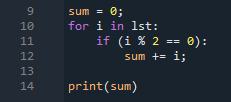 9 sum = 0;
10 for i in lst:
11     if (i % 2 == 0):
12         sum += i;
13
14 print(sum)